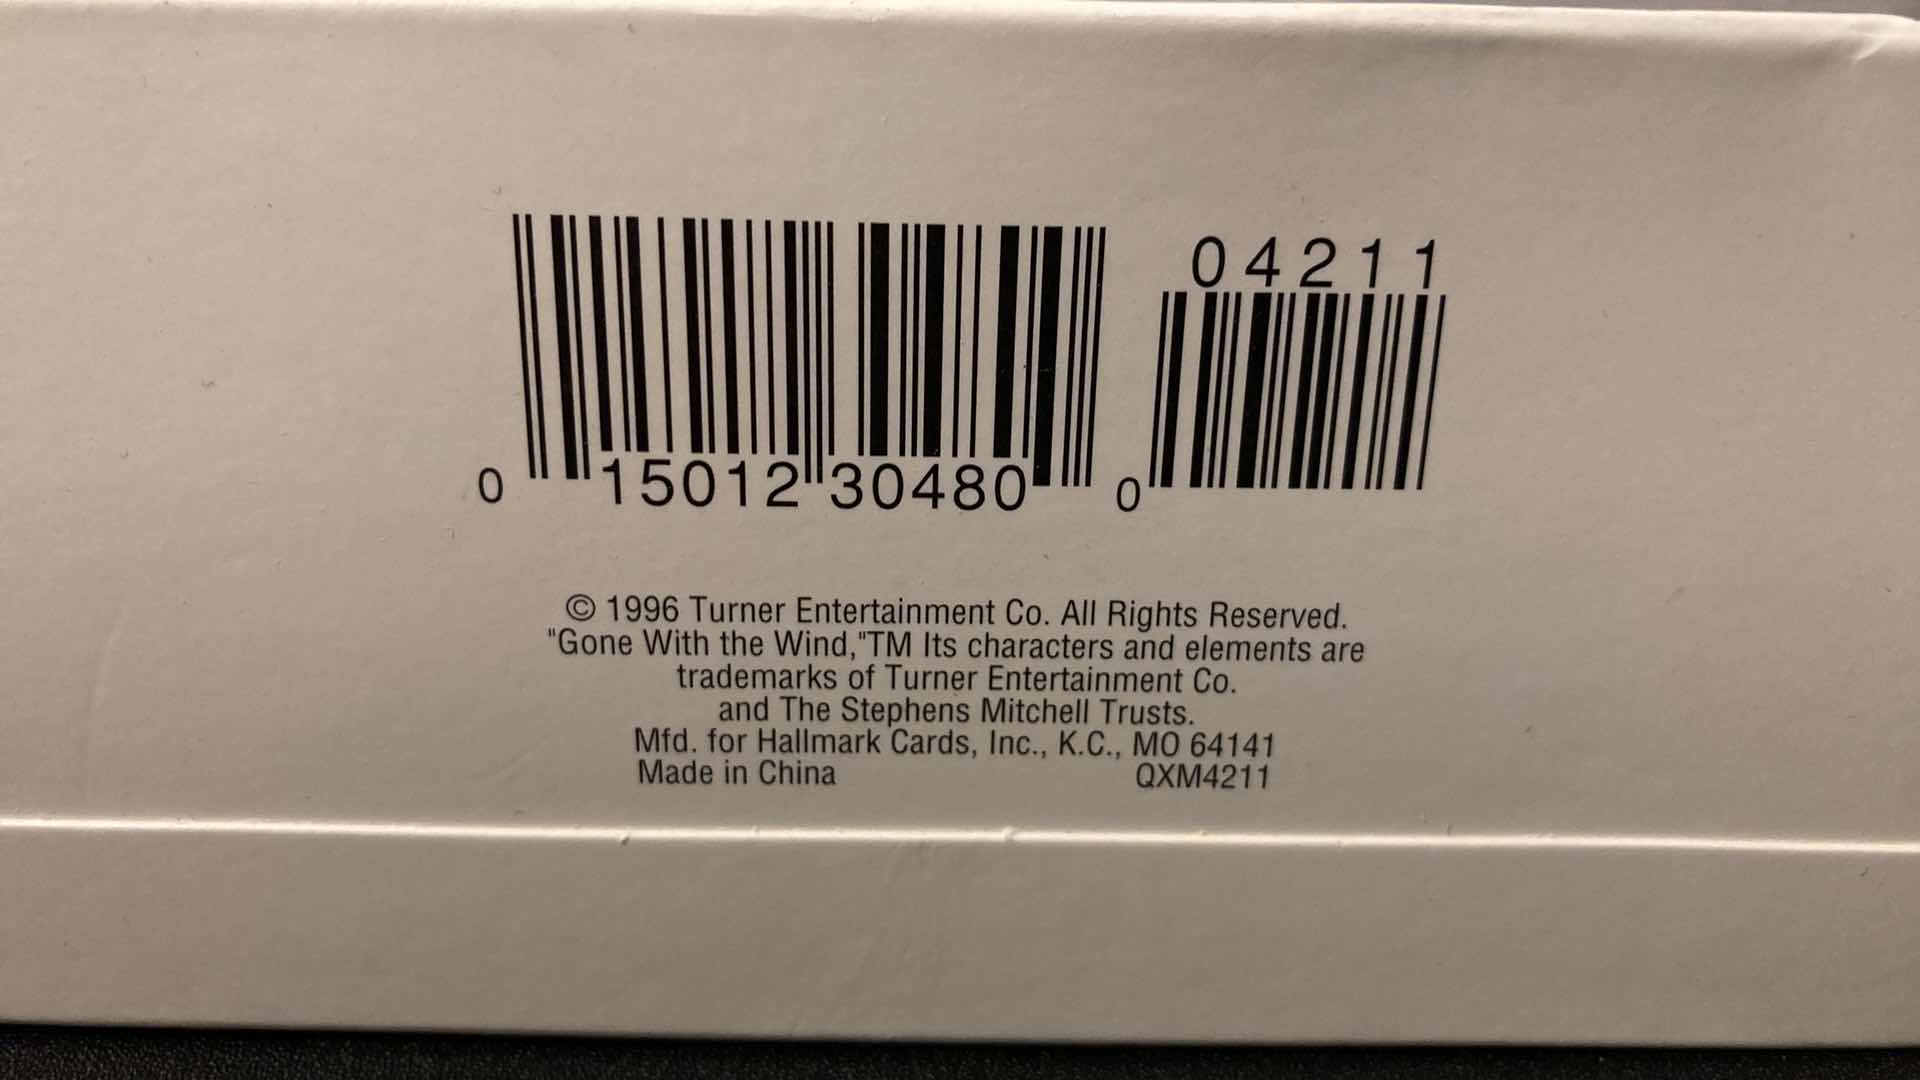 04211
0 15012 30480 0
© 1996 Turner Entertainment Co. All Rights Reserved.
"Gone With the Wind,"TM Its characters and elements are
trademarks of Turner Entertainment Co.
and The Stephens Mitchell Trusts.
Mfd. for Hallmark Cards, Inc., K.C., MO 64141
Made in China QXM4211